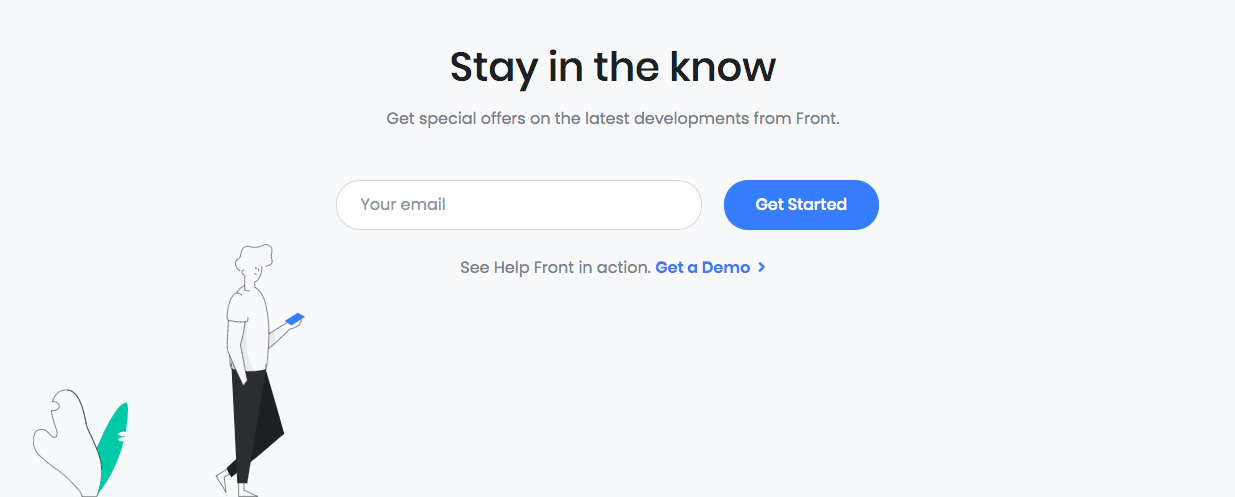 Stay in the know
Get special offers on the latest developments from Front.
Your email
Get Started
See Help Front in action. Get a Demo